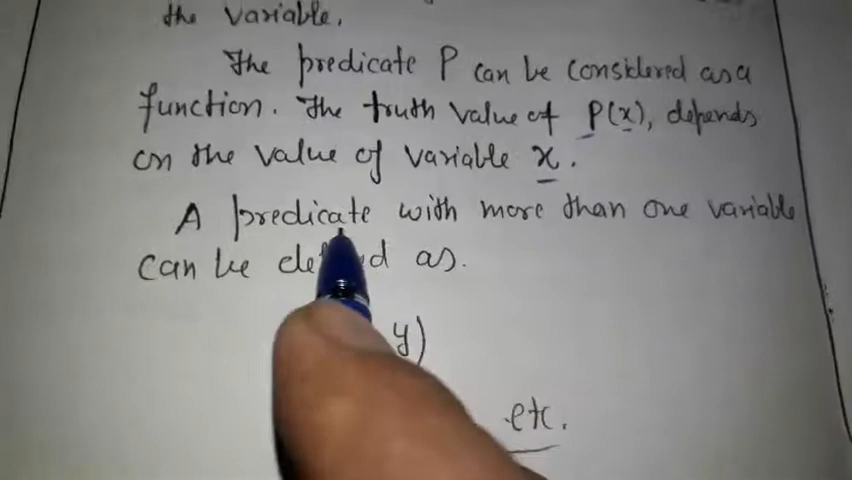 the variable.
The predicate P can be considered as a
function. The truth value of P(x), depends
on the value of variable x.
A predicate with more than one variable
can be as.
y)
etc.